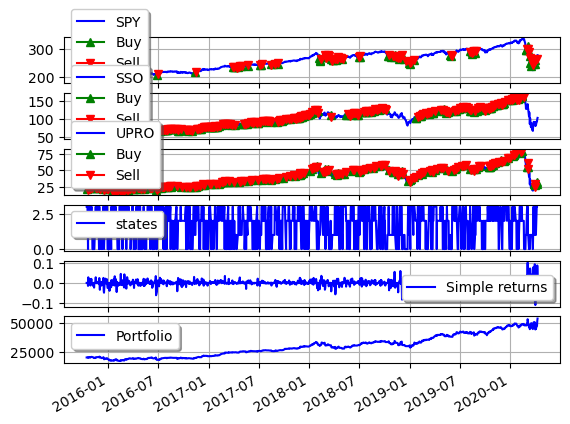 SPY
Buy
Sell
300
200
SSO
Buy
Sell
150
100
50
UPRO
Buy
Sell
75
50
25
states
2.5
0.0
Simple returns
0.1
0.0
−0.1
Portfolio
50000
25000
2016-01
2016-07
2017-01
2017-07
2018-01
2018-07
2019-01
2019-07
2020-01